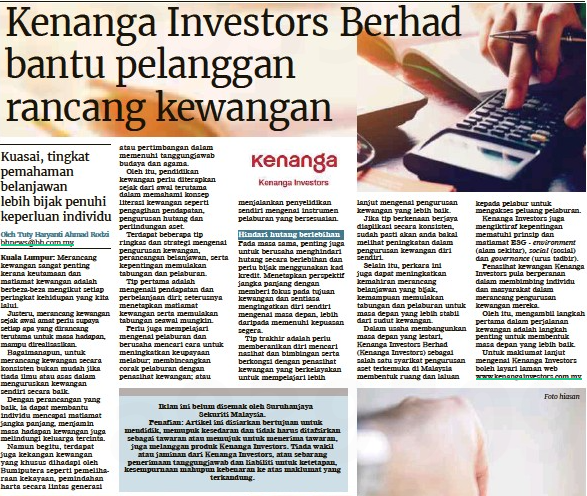 Kenanga Investors Berhad
bantu pelanggan
rancang kewangan
Kuasai, tingkat
pemahaman
belanjawan
lebih bijak penuhi
keperluan individu
Oleh Tuty Haryanti Ahmad Rodzi
bhnews@bh.com.my
Kuala Lumpur: Merancang
kewangan sangat penting
kerana keutamaan dan
matlamat kewangan adalah
berbeza-beza mengikut setiap
peringkat kehidupan yang kita
lalui.
Justeru, merancang kewangan
sejak awal amat perlu supaya
setiap apa yang dirancang
terutama untuk masa hadapan,
mampu direalisasikan.
Bagaimanapun, untuk
merancang kewangan secara
konsisten bukan mudah jika
tiada ilmu atau asas dalam
menguruskan kewangan
sendiri secara baik.
Dengan perancangan yang
baik, ia dapat membantu
individu mencapai matlamat
jangka panjang, menjamin
masa hadapan kewangan juga
melindungi keluarga tercinta.
Namun begitu, terdapat
juga kekangan kewangan
yang khusus dihadapi oleh
Bumiputera seperti pemeliha-
raan kekayaan, pemindahan
harta secara lintas generasi
atau pertimbangan dalam
memenuhi tanggungjawab
budaya dan agama.
Oleh itu, pendidikan
kewangan perlu diterapkan
sejak dari awal terutama
dalam memahami konsep
literasi kewangan seperti
pengagihan pendapatan,
pengurusan hutang dan
perlindungan aset.
Terdapat beberapa tip
ringkas dan strategi mengenai
pengurusan kewangan,
perancangan belanjawan, serta
kepentingan memulakan
tabungan dan pelaburan.
Tip pertama adalah
mengenali pendapatan dan
perbelanjaan diri; seterusnya
menetapkan matlamat
kewangan serta memulakan
tabungan seawal mungkin.
Perlu juga mempelajari
mengenai pelaburan dan
berusaha mencari cara untuk
meningkatkan keupayaan
melabur; membincangkan
corak pelaburan dengan
penasihat kewangan; atau
Kenanga
Kenanga Investors
menjalankan penyelidikan
sendiri mengenai instrumen
pelaburan yang bersesuaian.
Hindari hutang berlebihan
Pada masa sama, penting juga
untuk berusaha menghindari
hutang secara berlebihan dan
perlu bijak menggunakan kad
kredit. Menetapkan perspektif
jangka panjang dengan
memberi fokus pada tujuan
kewangan dan sentiasa
mengingatkan diri sendiri
mengenai masa depan, lebih
daripada memenuhi kepuasan
segera.
Tip trakhir adalah perlu
memberanikan diri mencari
nasihat dan bimbingan serta
berkongsi dengan penasihat
kewangan yang berkelayakan
untuk mempelajari lebih
lanjut mengenai pengurusan
kewangan yang lebih baik.
Jika tip berkenaan berjaya
diaplikasi secara konsisten,
sudah pasti akan anda bakal
melihat peningkatan dalam
pengurusan kewangan diri
sendiri.
Selain itu, perkara ini
juga dapat meningkatkan
kemahiran merancang
belanjawan yang bijak,
kemampuan memulakan
tabungan dan pelaburan untuk
masa depan yang lebih stabil
dari sudut kewangan.
Dalam usaha membangunkan
masa depan yang lestari,
Kenanga Investors Berhad
(Kenanga Investors) sebagai
salah satu syarikat pengurusan
aset terkemuka di Malaysia
membentuk ruang dan laluan
kepada pelabur untuk
mengakses peluang pelaburan.
Kenanga Investors juga
mengiktiraf kepentingan
mematuhi prinsip dan
matlamat ESG - environment
(alam sekitar), social (sosial)
dan governance (urus tadbir).
Penasihat kewangan Kenanga
Investors pula berperanan
dalam membimbing individu
dan masyarakat dalam
merancang pengurusan
kewangan mereka.
Oleh itu, mengambil langkah
pertama dalam perjalanan
kewangan adalah langkah
penting untuk membentuk
masa depan yang lebih baik.
Untuk maklumat lanjut
mengenai Kenanga Investors
boleh layari laman web
www.kenangainvestors.com.my
Iklan ini belum disemak oleh Suruhanjaya
Sekuriti Malaysia.
Penafian: Artikel ini disiarkan bertujuan untuk
mendidik, memupuk kesedaran dan tidak harus ditafsirkan
sebagai tawaran atau memujuk untuk menerima tawaran,
juga melanggan produk Kenanga Investors. Tiada wakil
atau jaminan dari Kenanga Investors, atau sebarang
penerimaan tanggungjawab dan liabiliti untuk ketetapan,
kesempurnaan mahupun kebenaran ke atas maklumat yang
terkandung.
Foto hiasan